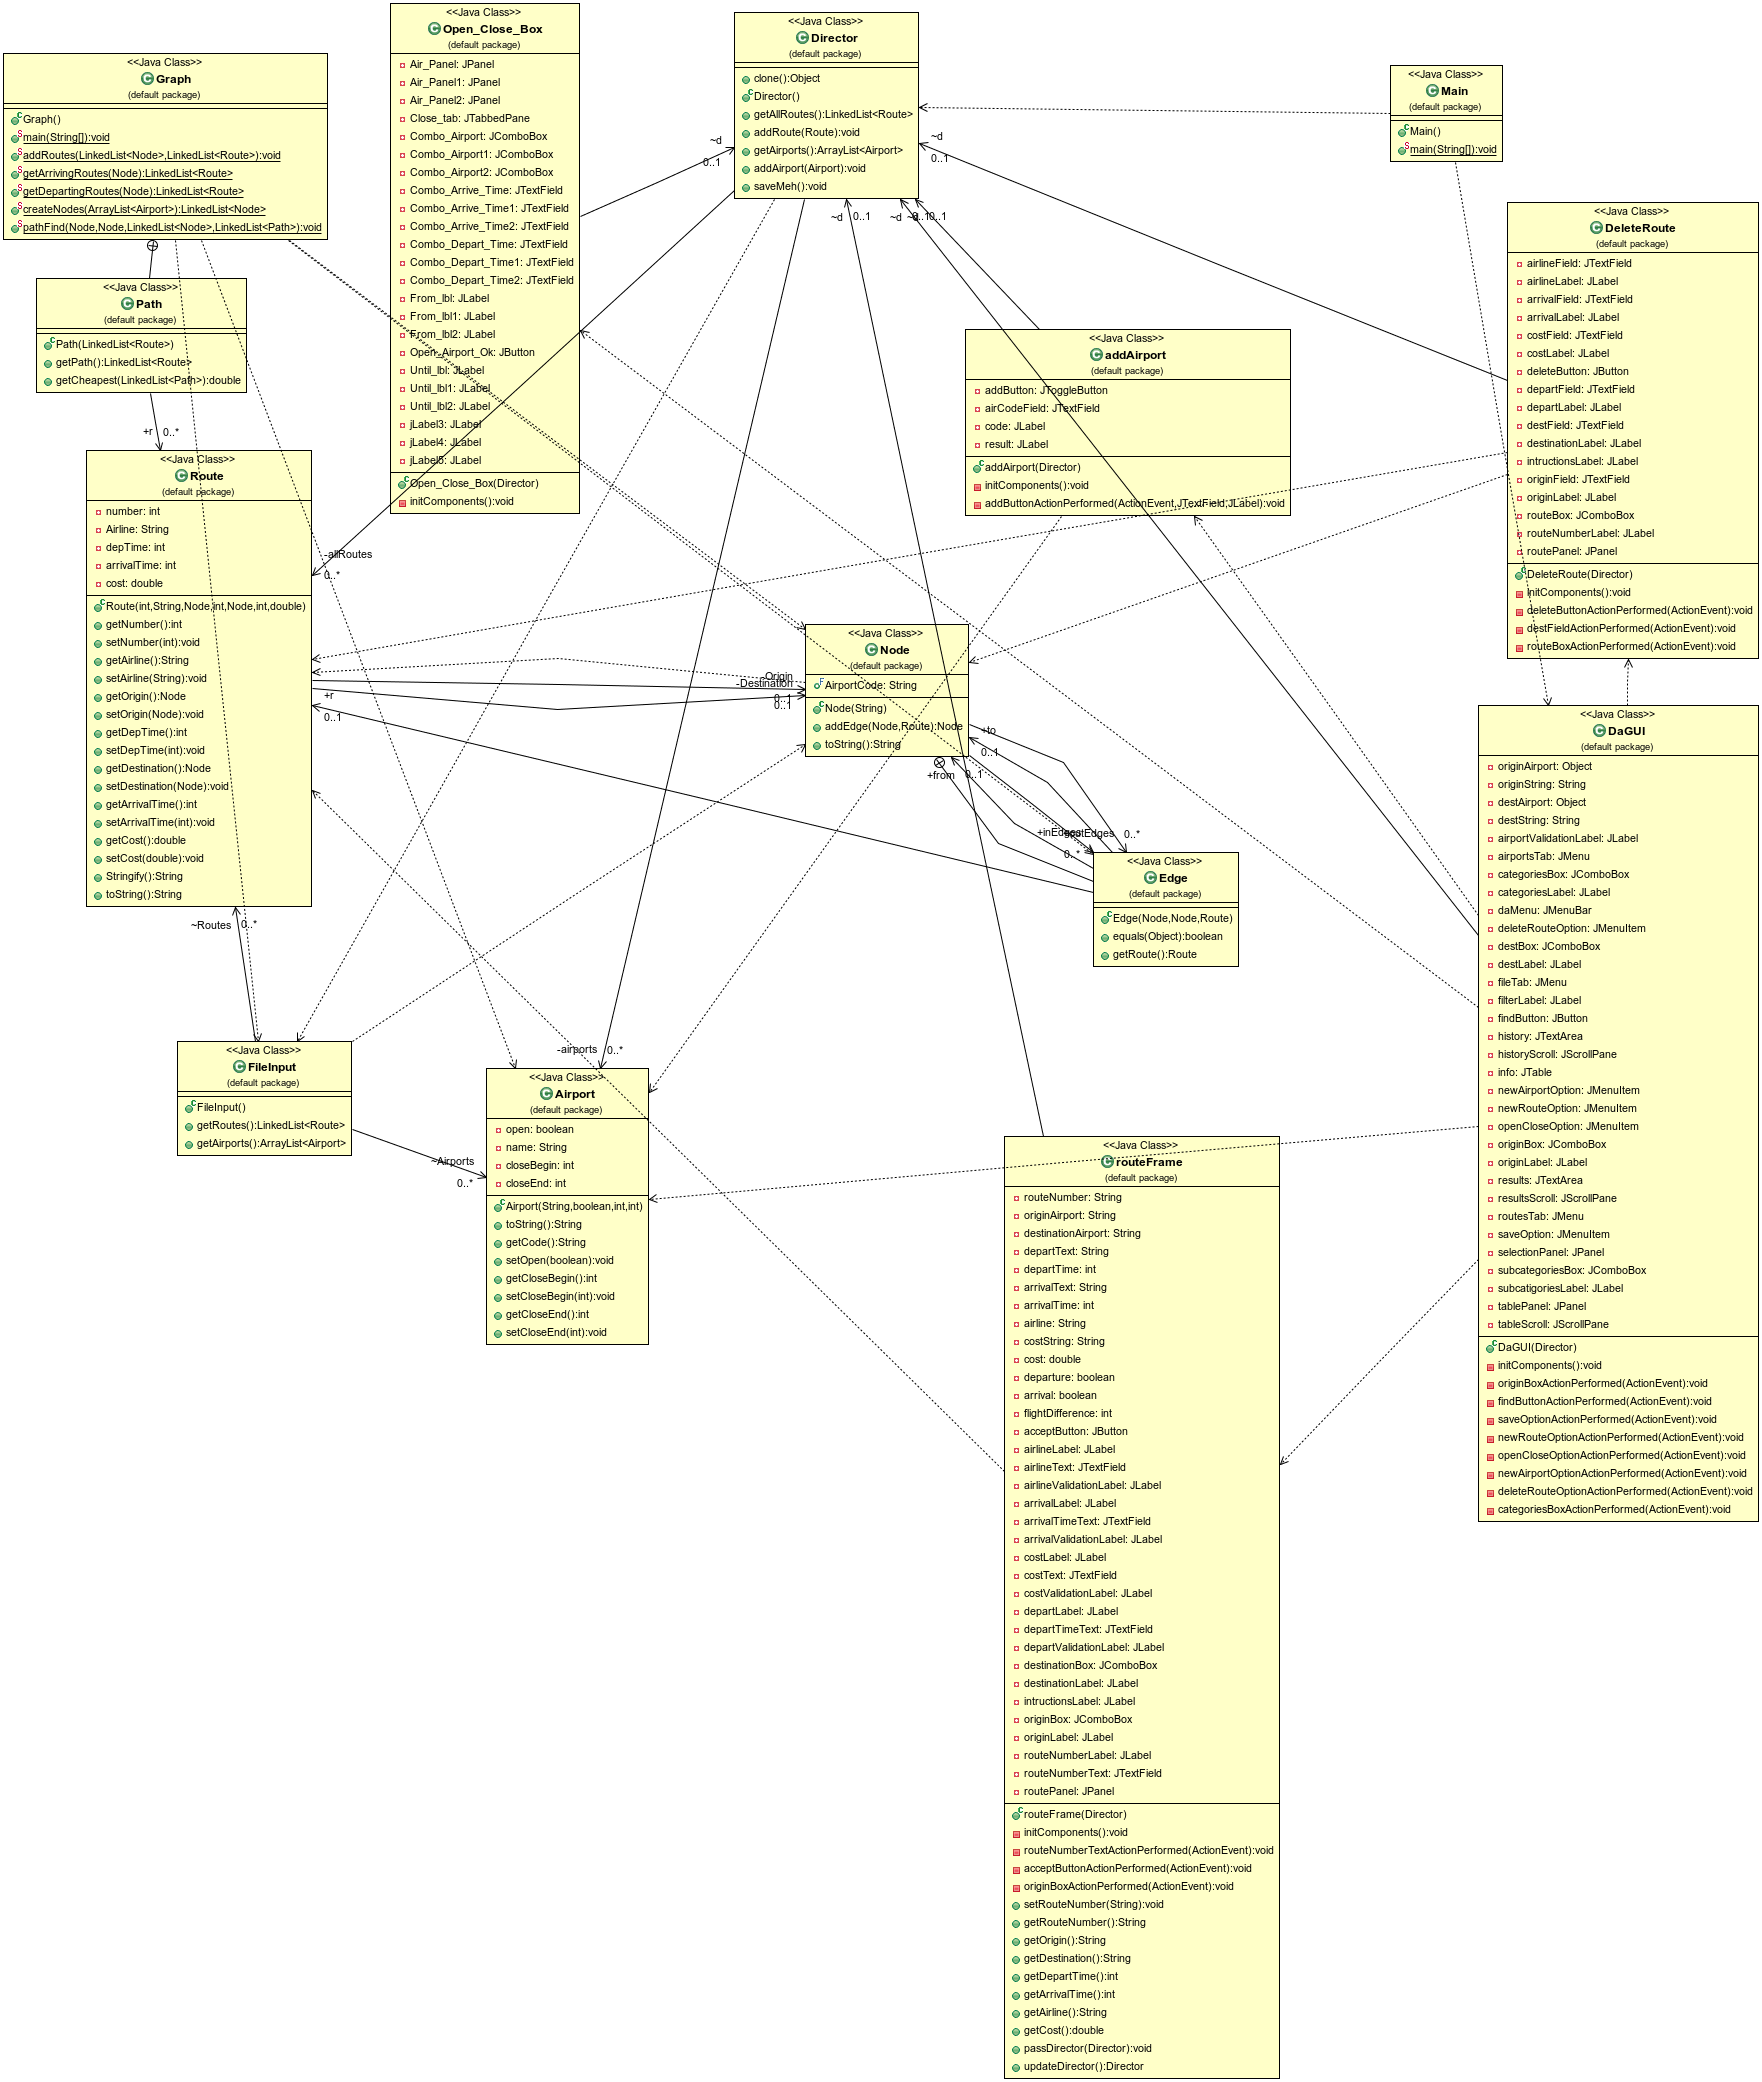 <<Java Class>>
Graph
(default package)
Graph()
main(String[]):void
addRoutes(LinkedList<Node>,LinkedList<Route>):void
getArrivingRoutes(Node):LinkedList<Route>
getDepartingRoutes(Node):LinkedList<Route>
createNodes(ArrayList<Airport>):LinkedList<Node>
pathFind(Node,Node,LinkedList<Node>,LinkedList<Path>):void
<<Java Class>>
Path
(default package)
Path(LinkedList<Route>)
getPath():LinkedList<Route>
getCheapest(LinkedList<Path>):double
+r 0..*
<<Java Class>>
Route
(default package)
number: int
Airline: String
depTime: int
arrivalTime: int
cost: double
Route(int,String,Node,int,Node,int,double)
getNumber():int
setNumber(int):void
getAirline():String
setAirline(String):void
getOrigin():Node
setOrigin(Node):void
getDepTime():int
setDepTime(int):void
getDestination():Node
setDestination(Node):void
getArrivalTime():int
setArrivalTime(int):void
getCost():double
setCost(double):void
Stringify():String
toString():String
~Routes 0..*
<<Java Class>>
FileInput
(default package)
FileInput()
getRoutes():LinkedList<Route>
getAirports():ArrayList<Airport>
~Airports
0..*
<<Java Class>>
Open_Close_Box
(default package)
Air_Panel: JPanel
Air_Panel1: JPanel
Air_Panel2: JPanel
Close_tab: JTabbedPane
Combo_Airport: JComboBox
Combo_Airport1: JComboBox
Combo_Airport2: JComboBox
Combo_Arrive_Time: JTextField
Combo_Arrive_Time1: JTextField
Combo_Arrive_Time2: JTextField
Combo_Depart_Time: JTextField
Combo_Depart_Time1: JTextField
Combo_Depart_Time2: JTextField
From_lbl: JLabel
From_lbl1: JLabel
From_lbl2: JLabel
Open_Airport_Ok: JButton
Until_lbl: JLabel
Until_lbl1: JLabel
Until_lbl2: JLabel
jLabel3: JLabel
jLabel4: JLabel
jLabel5: JLabel
Open_Close_Box(Director)
initComponents():void
-allRoutes
0..*
+r
0..1
<<Java Class>>
Director
(default package)
clone():Object
Director()
getAllRoutes():LinkedList<Route>
addRoute(Route):void
getAirports():ArrayList<Airport>
addAirport(Airport):void
saveMeh():void
~d
0..1
~d
0..1
~d 0..1
~d 0..1
~d 0..1
<<Java Class>>
Main
(default package)
Main()
main(String[]):void
<<Java Class>>
DeleteRoute
(default package)
airlineField: JTextField
airlineLabel: JLabel
arrivalField: JTextField
arrivalLabel: JLabel
costField: JTextField
costLabel: JLabel
deleteButton: JButton
departField: JTextField
departLabel: JLabel
destField: JTextField
destinationLabel: JLabel
intructionsLabel: JLabel
originField: JTextField
originLabel: JLabel
routeBox: JComboBox
routeNumberLabel: JLabel
routePanel: JPanel
DeleteRoute(Director)
initComponents():void
deleteButtonActionPerformed(ActionEvent):void
destFieldActionPerformed(ActionEvent):void
routeBoxActionPerformed(ActionEvent):void
<<Java Class>>
addAirport
(default package)
addButton: JToggleButton
airCodeField: JTextField
code: JLabel
result: JLabel
addAirport(Director)
initComponents():void
addButtonActionPerformed(ActionEvent,JTextField,JLabel):void
<<Java Class>>
Node
(default package)
AirportCode: String
Node(String)
addEdge(Node,Route):Node
toString():String
-Origin
-Destination
0..1
0..1
+to
0..1
+from 0..1
+inEdges
0..*
+outEdges
0..*
<<Java Class>>
Edge
(default package)
Edge(Node,Node,Route)
equals(Object):boolean
getRoute():Route
-airports 0..*
<<Java Class>>
Airport
(default package)
open: boolean
name: String
closeBegin: int
closeEnd: int
Airport(String,boolean,int,int)
toString():String
getCode():String
setOpen(boolean):void
getCloseBegin():int
setCloseBegin(int):void
getCloseEnd():int
setCloseEnd(int):void
<<Java Class>>
routeFrame
(default package)
routeNumber: String
originAirport: String
destinationAirport: String
departText: String
departTime: int
arrivalText: String
arrivalTime: int
airline: String
costString: String
cost: double
departure: boolean
arrival: boolean
flightDifference: int
acceptButton: JButton
airlineLabel: JLabel
airlineText: JTextField
airlineValidationLabel: JLabel
arrivalLabel: JLabel
arrivalTimeText: JTextField
arrivalValidationLabel: JLabel
costLabel: JLabel
costText: JTextField
costValidationLabel: JLabel
departLabel: JLabel
departTimeText: JTextField
departValidationLabel: JLabel
destinationBox: JComboBox
destinationLabel: JLabel
intructionsLabel: JLabel
originBox: JComboBox
originLabel: JLabel
routeNumberLabel: JLabel
routeNumberText: JTextField
routePanel: JPanel
routeFrame(Director)
initComponents():void
routeNumberTextActionPerformed(ActionEvent):void
acceptButtonActionPerformed(ActionEvent):void
originBoxActionPerformed(ActionEvent):void
setRouteNumber(String):void
getRouteNumber():String
getOrigin():String
getDestination():String
getDepartTime():int
getArrivalTime():int
getAirline():String
getCost():double
passDirector(Director):void
updateDirector():Director
<<Java Class>>
DaGUI
(default package)
originAirport: Object
originString: String
destAirport: Object
destString: String
airportValidationLabel: JLabel
airportsTab: JMenu
categoriesBox: JComboBox
categoriesLabel: JLabel
daMenu: JMenuBar
deleteRouteOption: JMenuItem
destBox: JComboBox
destLabel: JLabel
fileTab: JMenu
filterLabel: JLabel
findButton: JButton
history: JTextArea
historyScroll: JScrollPane
info: JTable
newAirportOption: JMenuItem
newRouteOption: JMenuItem
openCloseOption: JMenuItem
originBox: JComboBox
originLabel: JLabel
results: JTextArea
resultsScroll: JScrollPane
routesTab: JMenu
saveOption: JMenuItem
selectionPanel: JPanel
subcategoriesBox: JComboBox
subcatigoriesLabel: JLabel
tablePanel: JPanel
tableScroll: JScrollPane
DaGUI(Director)
initComponents():void
originBoxActionPerformed(ActionEvent):void
findButtonActionPerformed(ActionEvent):void
saveOptionActionPerformed(ActionEvent):void
newRouteOptionActionPerformed(ActionEvent):void
openCloseOptionActionPerformed(ActionEvent):void
newAirportOptionActionPerformed(ActionEvent):void
deleteRouteOptionActionPerformed(ActionEvent):void
categoriesBoxActionPerformed(ActionEvent):void